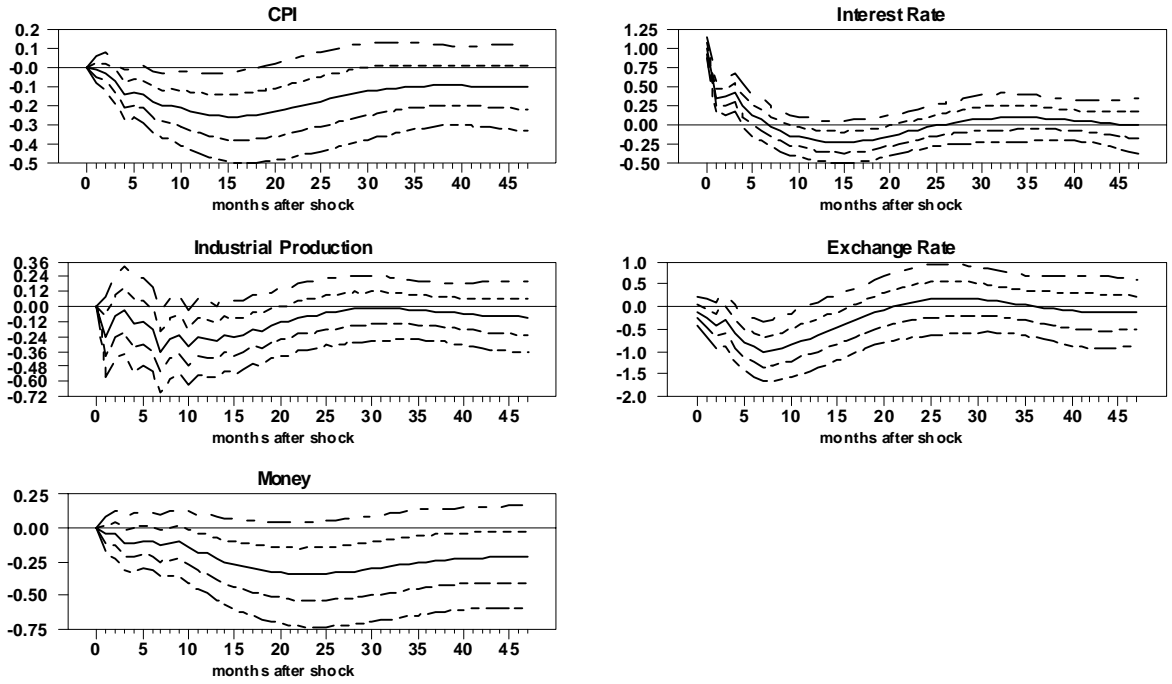 CPI
0.2
0.1
-0.0
-0.1
-0.2
-0.3
-0.4
-0.5
0 5 10 15 20 25 30 35 40 45
months after shock
Interest Rate
1.25
1.00
0.75
0.50
0.25
0.00
-0.25
-0.50
0 5 10 15 20 25 30 35 40 45
months after shock
Industrial Production
0.36
0.24
0.12
0.00
-0.12
-0.24
-0.36
-0.48
-0.60
-0.72
0 5 10 15 20 25 30 35 40 45
months after shock
Exchange Rate
1.0
0.5
0.0
-0.5
-1.0
-1.5
-2.0
0 5 10 15 20 25 30 35 40 45
months after shock
Money
0.25
0.00
-0.25
-0.50
-0.75
0 5 10 15 20 25 30 35 40 45
months after shock